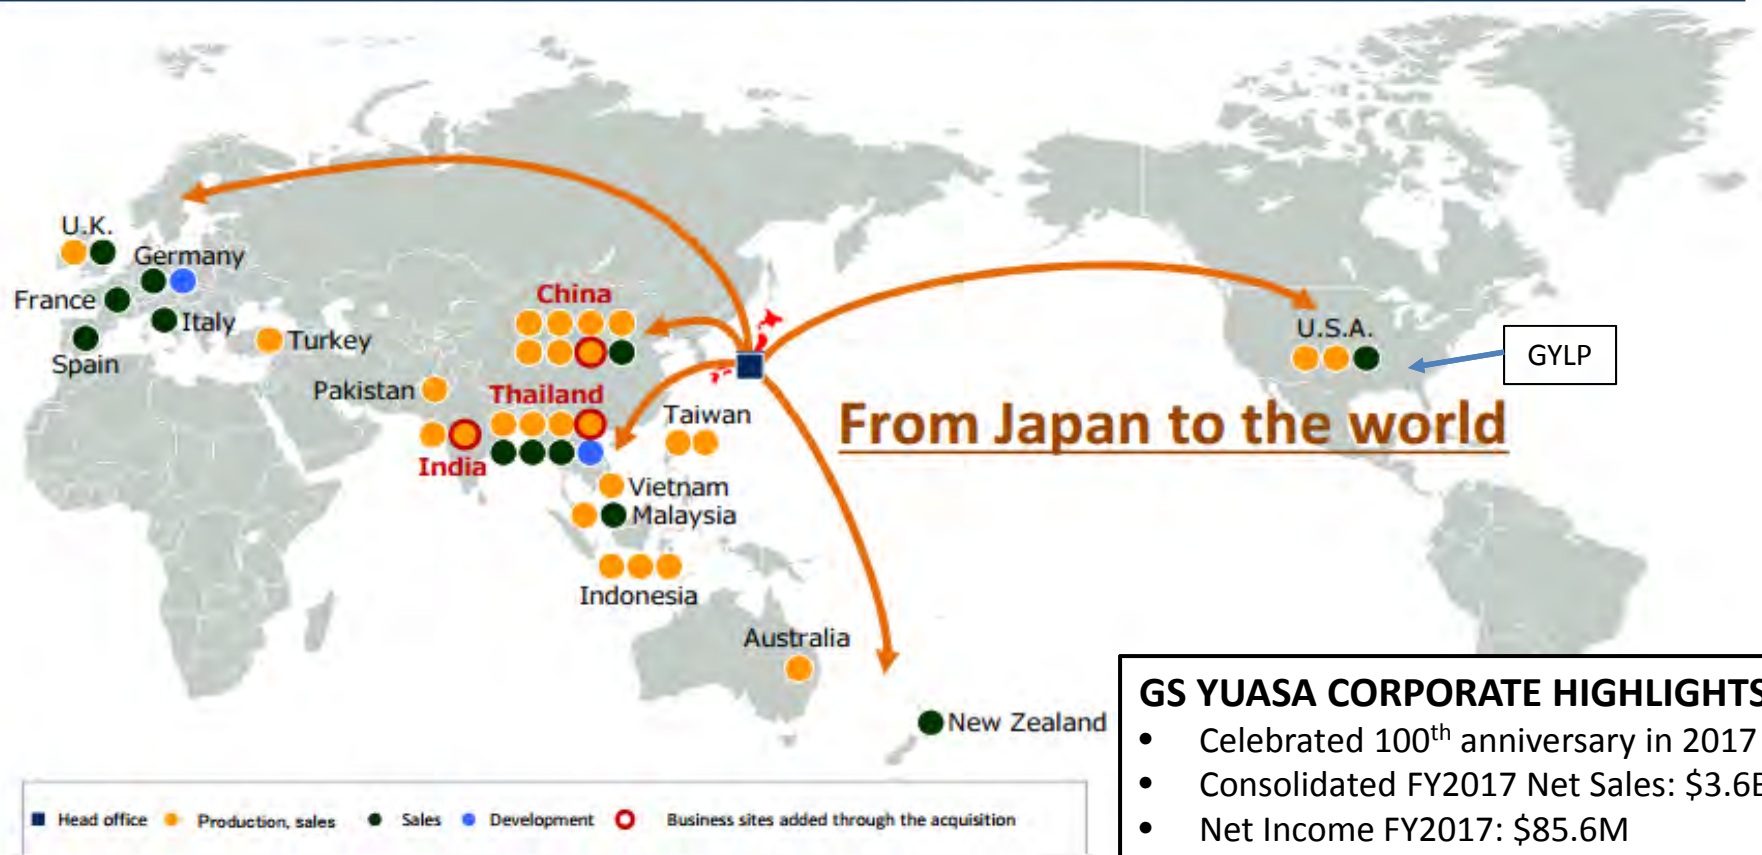 U.K.
Germany
France
Italy
Spain
Turkey
China
Pakistan
Thailand
India
Taiwan
Vietnam
Malaysia
Indonesia
Australia
New Zealand
U.S.A.
GYLP
From Japan to the world
GS YUASA CORPORATE HIGHLIGHTS
• Celebrated 100th anniversary in 2017
• Consolidated FY2017 Net Sales: $3.6B
• Net Income FY2017: $85.6M
Head office Production, sales Sales Development Business sites added through the acquisition